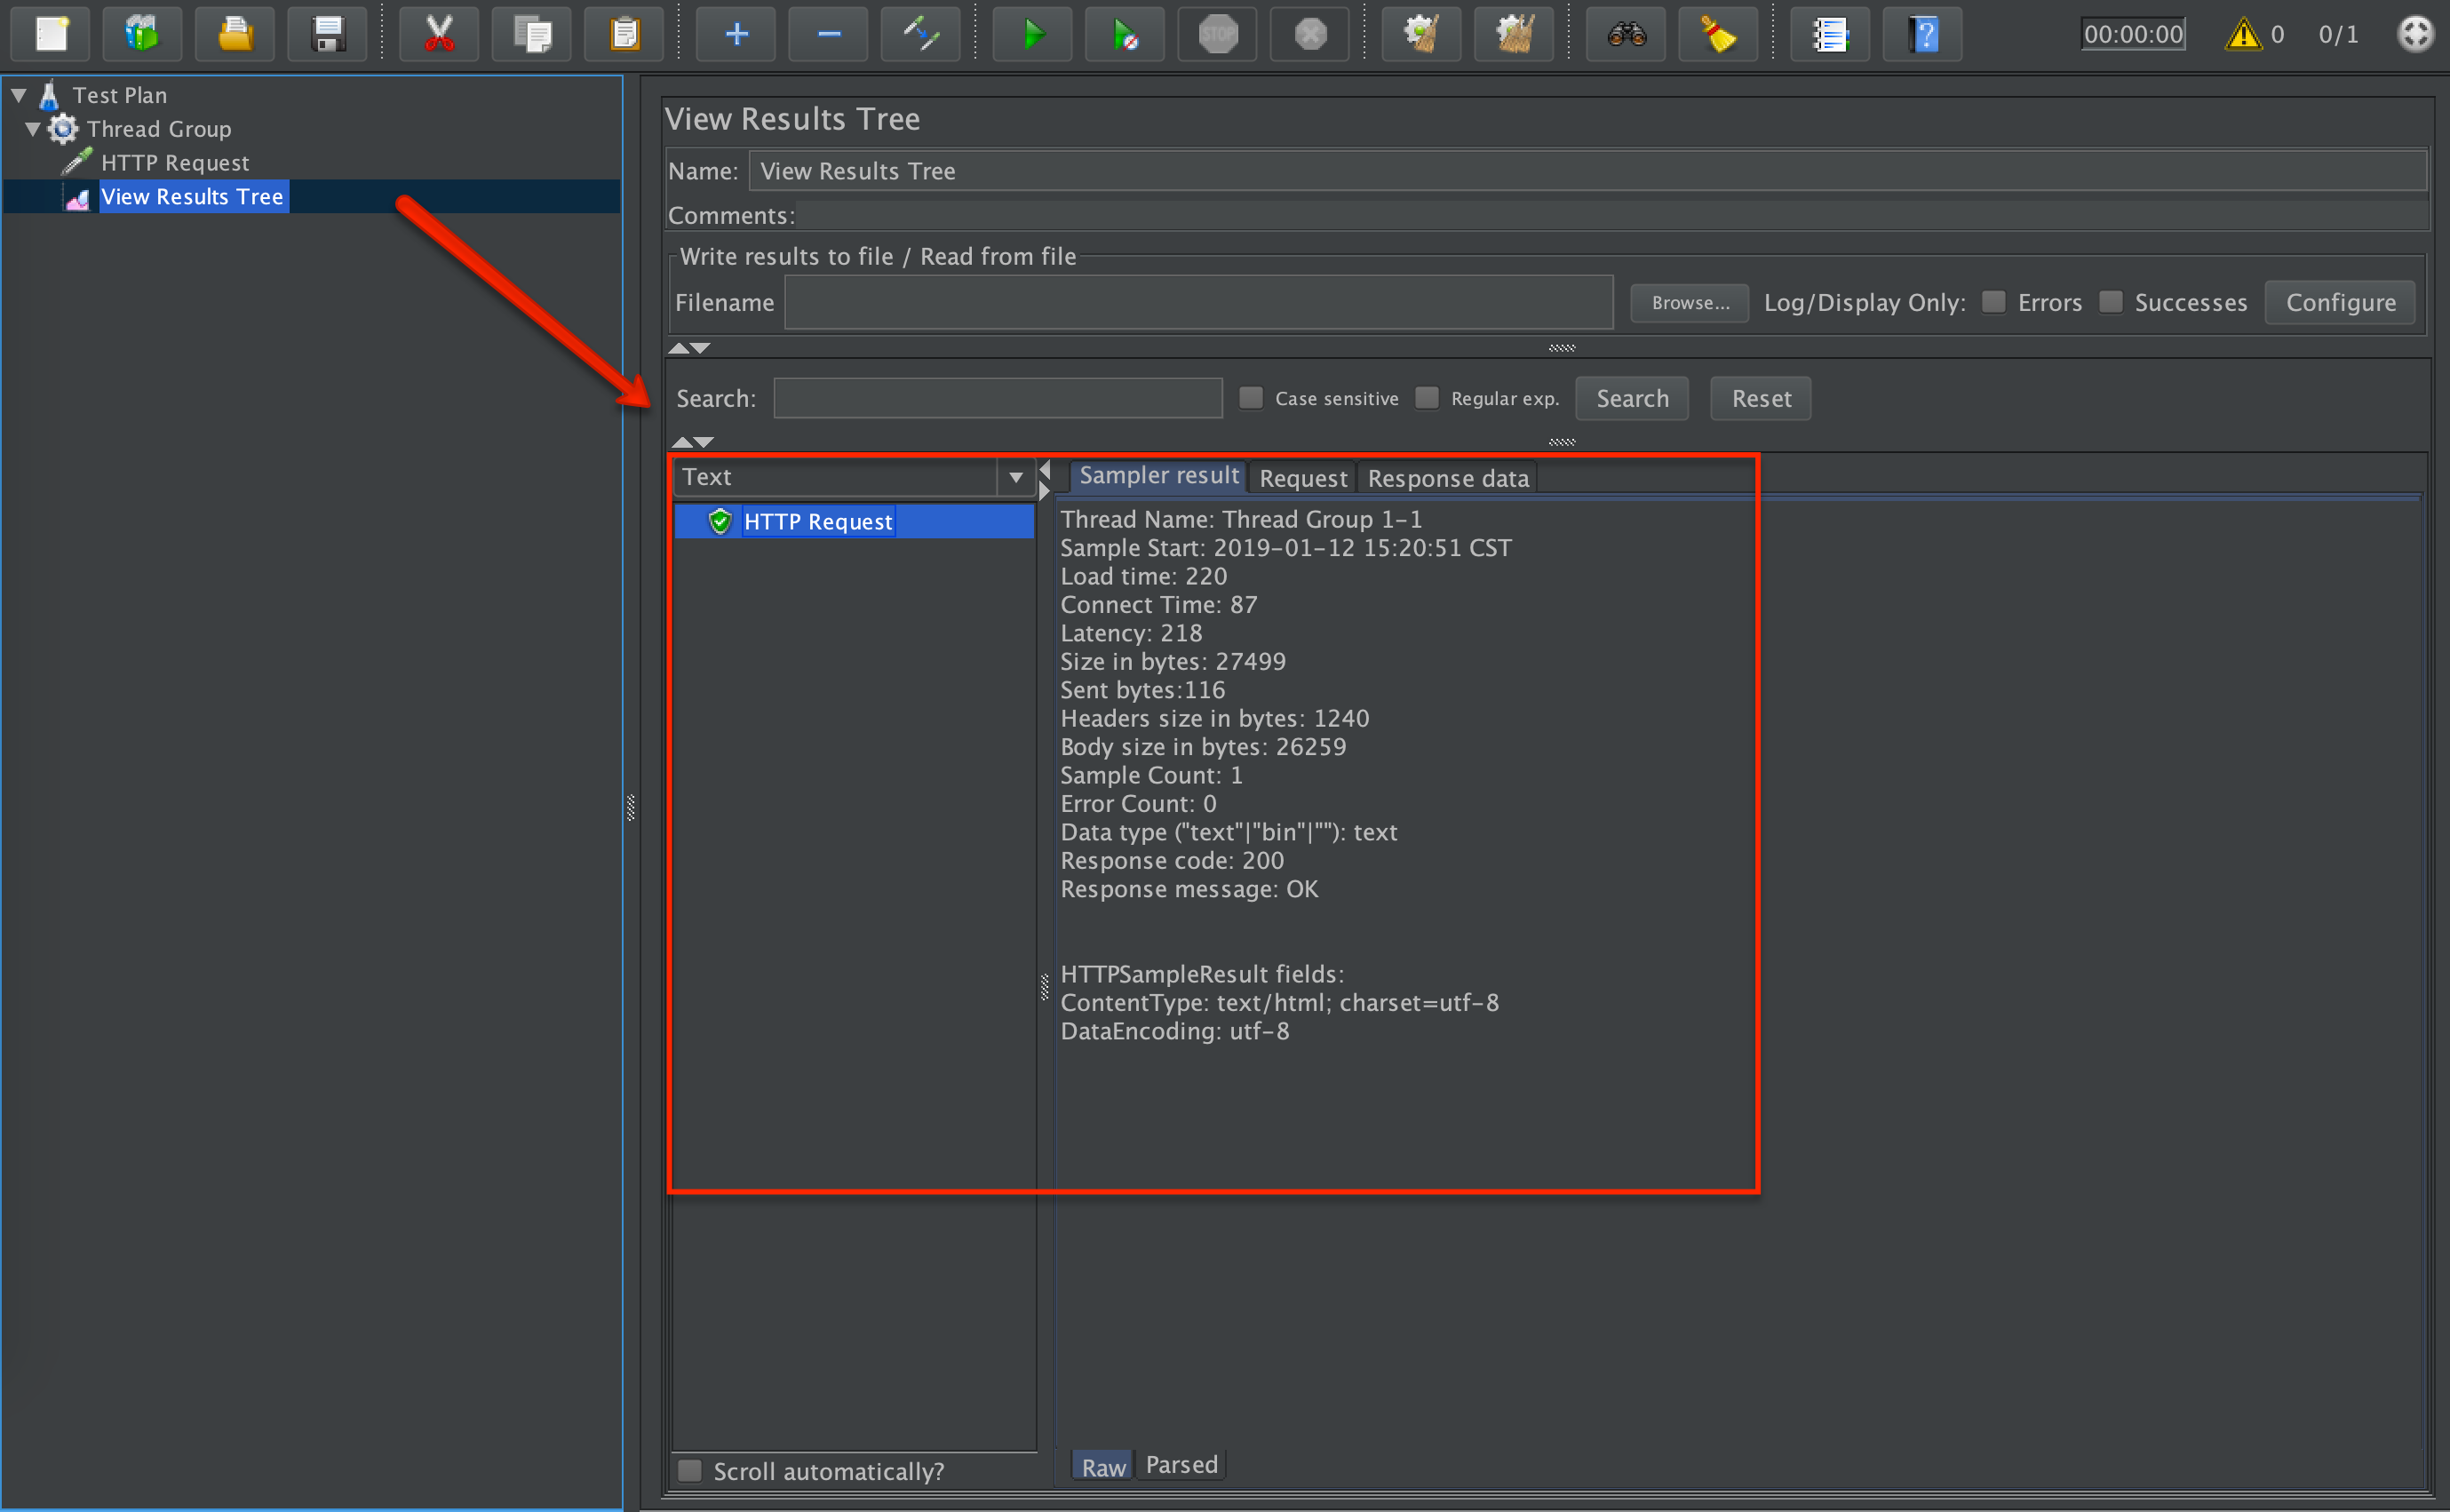 STOP
00:00:00
0
0/1
Test Plan
Thread Group
HTTP Request
View Results Tree
View Results Tree
Name: View Results Tree
Comments:
Write results to file / Read from file
Filename
Browse...
Log/Display Only:
Errors
Successes
Configure
Search:
Case sensitive
Regular exp.
Search
Reset
Text
HTTP Request
Sampler result
Request
Response data
Thread Name: Thread Group 1-1
Sample Start: 2019-01-12 15:20:51 CST
Load time: 220
Connect Time: 87
Latency: 218
Size in bytes: 27499
Sent bytes:116
Headers size in bytes: 1240
Body size in bytes: 26259
Sample Count: 1
Error Count: 0
Data type ("text"|"bin"|""): text
Response code: 200
Response message: OK
HTTPSampleResult fields:
ContentType: text/html; charset=utf-8
DataEncoding: utf-8
Scroll automatically?
Raw
Parsed